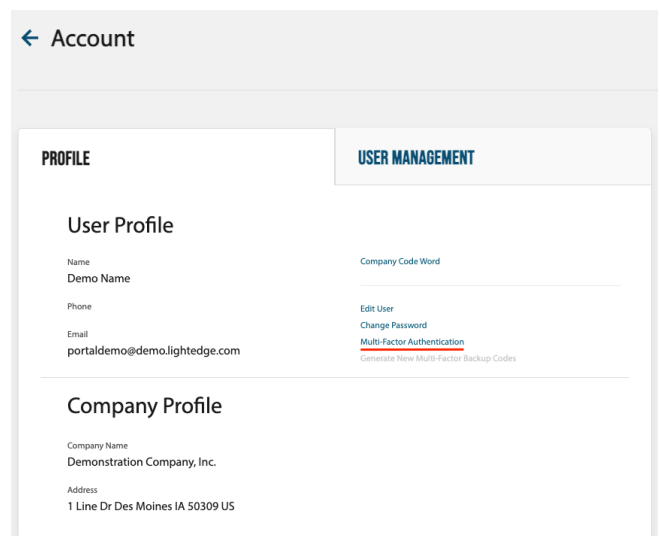 Account
PROFILE
USER MANAGEMENT
User Profile
Name
Demo Name
Phone
Email
portaldemo@demo.lightedge.com
Company Code Word
Edit User
Change Password
Multi-Factor Authentication
Generate New Multi-Factor Backup Codes
Company Profile
Company Name
Demonstration Company, Inc.
Address
1 Line Dr Des Moines IA 50309 US